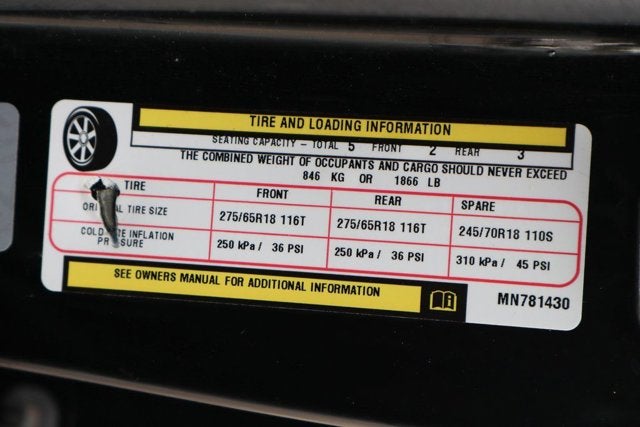 TIRE AND LOADING INFORMATION
SEATING CAPACITY - TOTAL 5 FRONT 2 REAR 3
THE COMBINED WEIGHT OF OCCUPANTS AND CARGO SHOULD NEVER EXCEED
846 KG OR 1866 LB
TIRE FRONT REAR SPARE
TIRE SIZE 275/65R18 116T 275/65R18 116T 245/70R18 110S
COLD INFLATION 250 kPa / 36 PSI 250 kPa / 36 PSI 310 kPa / 45 PSI
SEE OWNERS MANUAL FOR ADDITIONAL INFORMATION i MN781430